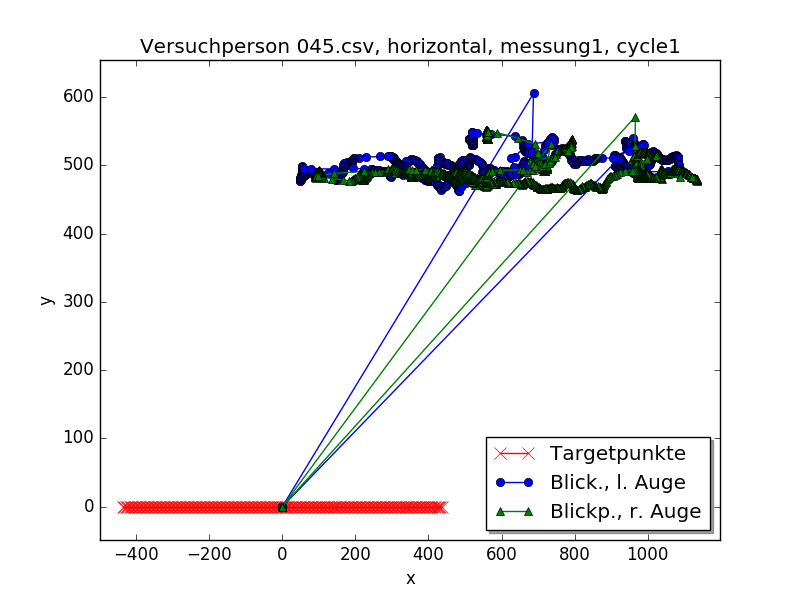 Versuchperson 045.csv, horizontal, messung1, cycle1
600
500
400
300
200
100
0
y
−400 −200 0 200 400 600 800 1000
x
Targetpunkte
Blick., l. Auge
Blickp., r. Auge